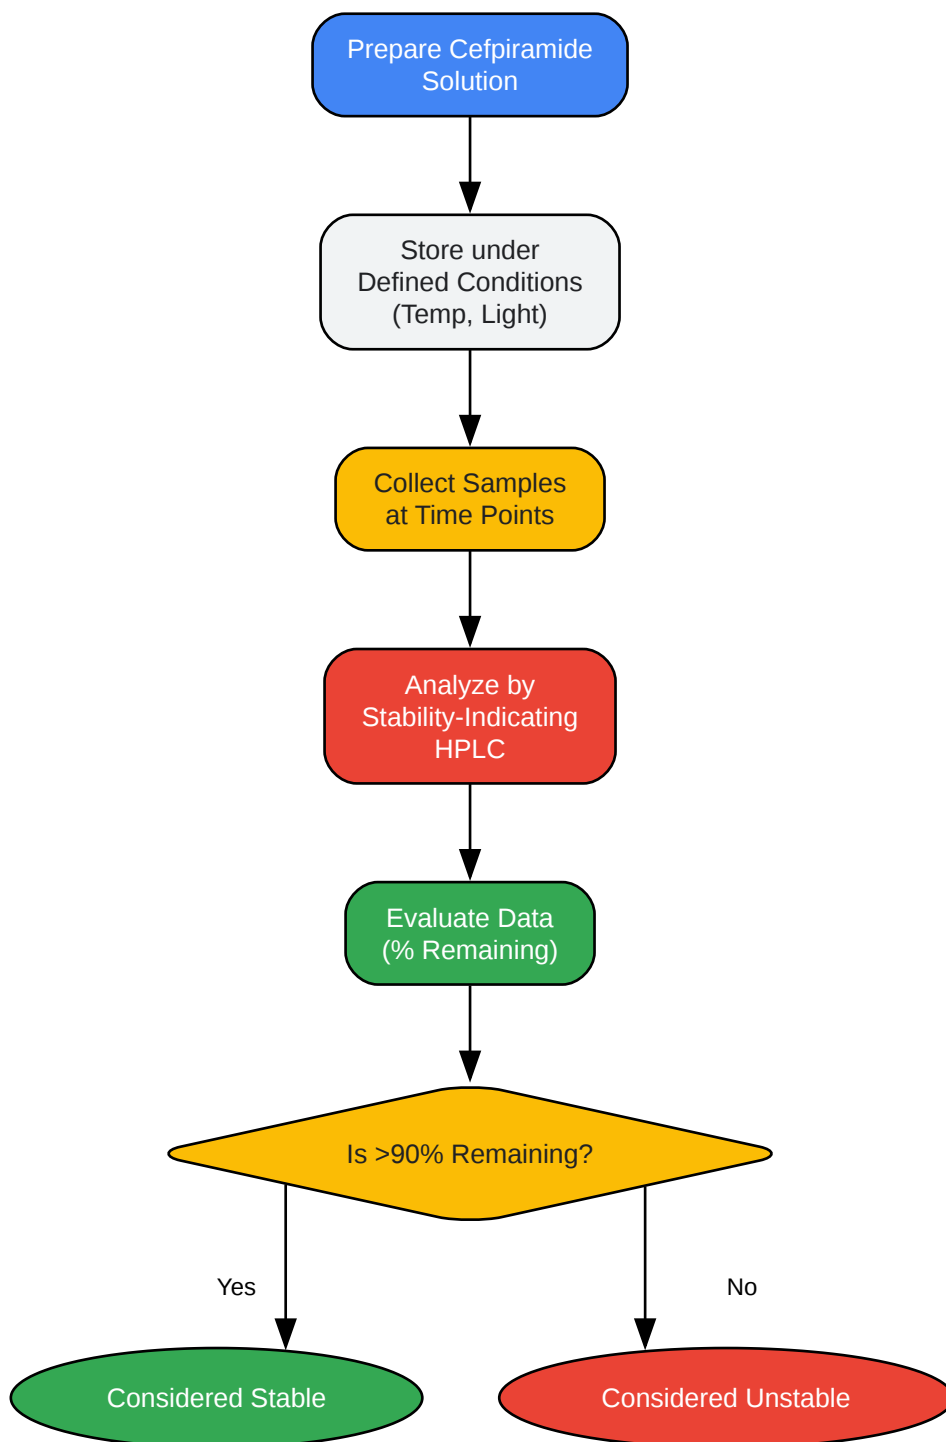 Prepare Cefpiramide
Solution
Store under
Defined Conditions
(Temp, Light)
Collect Samples
at Time Points
Analyze by
Stability-Indicating
HPLC
Evaluate Data
(% Remaining)
Is >90% Remaining?
Yes
No
Considered Stable
Considered Unstable